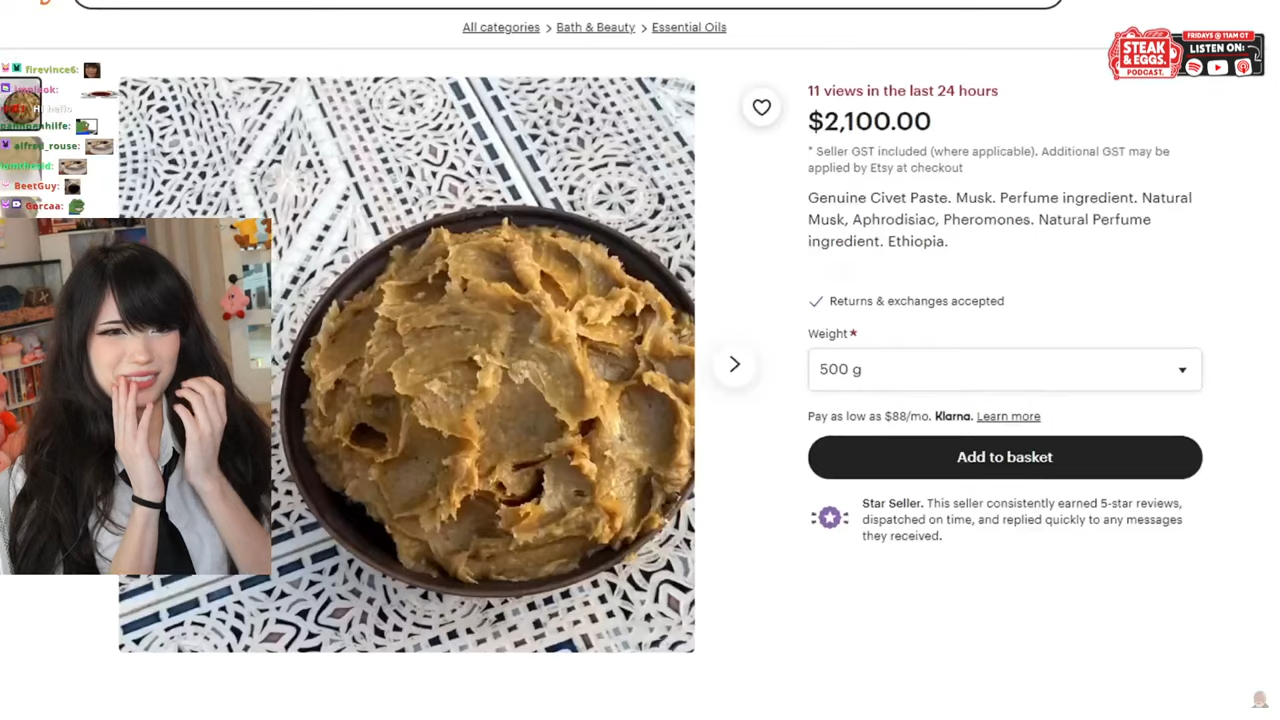 All categories > Bath & Beauty > Essential Oils
STEAK
& EGGS
PODCAST.
FRIDAYS @ 11AM OT
LISTEN ON:
firevince6:
Hi hello
alfred_rouse:
BeetGuy:
Gorcaa:
11 views in the last 24 hours
$2,100.00
* Seller GST included (where applicable). Additional GST may be
applied by Etsy at checkout
Genuine Civet Paste. Musk. Perfume ingredient. Natural
Musk, Aphrodisiac, Pheromones. Natural Perfume
ingredient. Ethiopia.
Returns & exchanges accepted
Weight*
500 g
Pay as low as $88/mo. Klarna. Learn more
Add to basket
Star Seller. This seller consistently earned 5-star reviews,
dispatched on time, and replied quickly to any messages
they received.